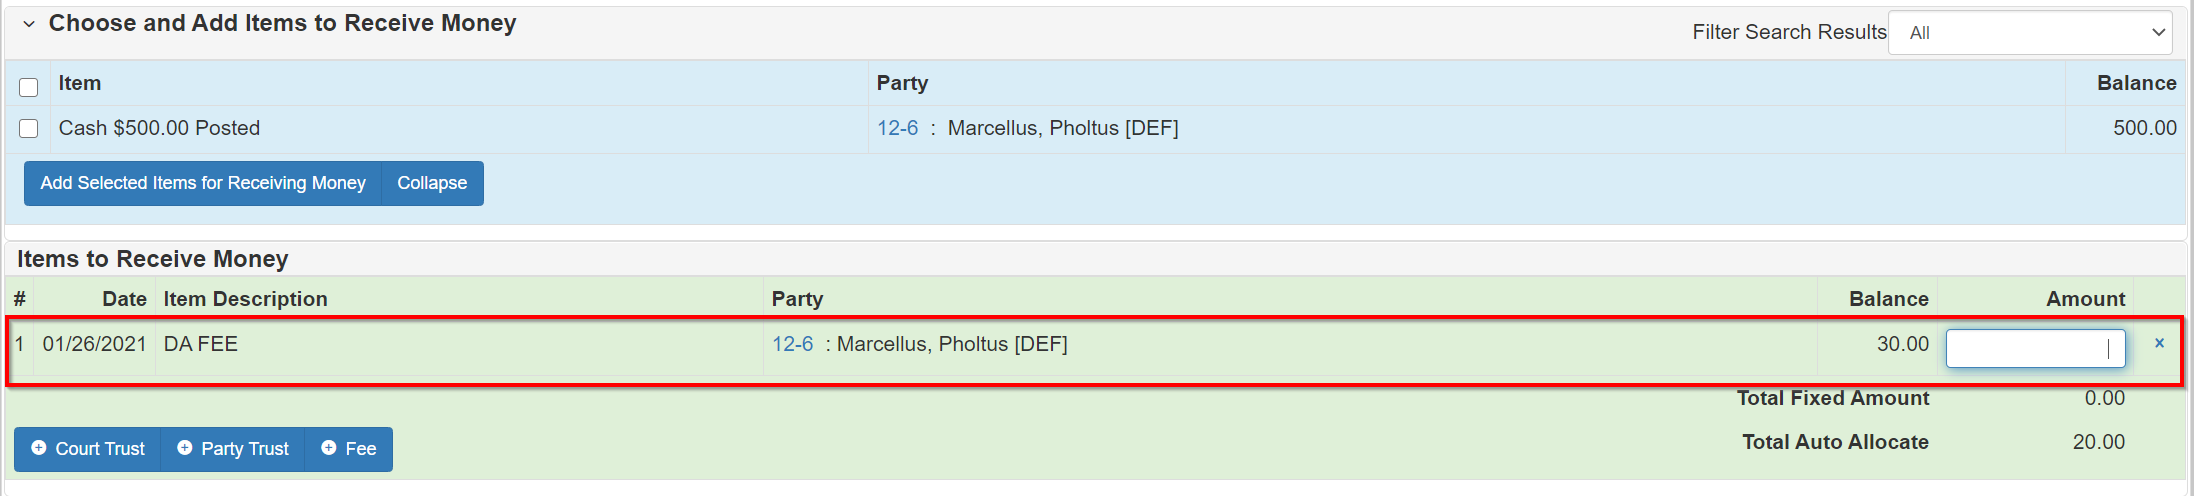 Choose and Add Items to Receive Money
Filter Search Results All
Item Party Balance
Cash $500.00 Posted 12-6 : Marcellus, Pholtus [DEF] 500.00
Add Selected Items for Receiving Money Collapse
Items to Receive Money
# Date Item Description Party Balance Amount
1 01/26/2021 DA FEE 12-6 : Marcellus, Pholtus [DEF] 30.00 ×
Total Fixed Amount 0.00
Court Trust Party Trust Fee Total Auto Allocate 20.00